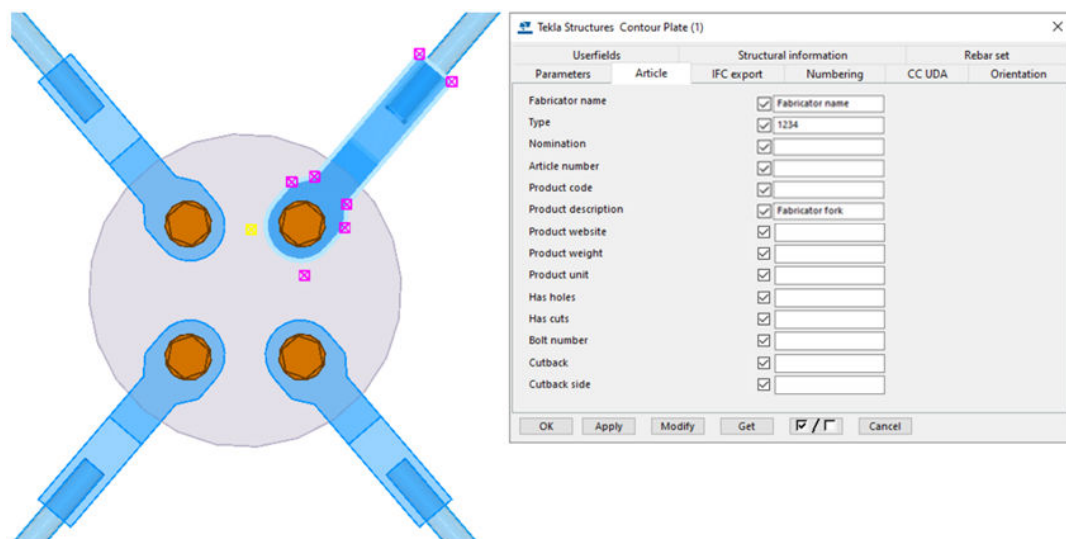 Tekla Structures Contour Plate (1)
Userfields Structural information Rebar set
Parameters Article IFC export Numbering CC UDA Orientation
Fabricator name Fabricator name
Type 1234
Nomination
Article number
Product code
Product description Fabricator fork
Product website
Product weight
Product unit
Has holes
Has cuts
Bolt number
Cutback
Cutback side
OK Apply Modify Get / Cancel